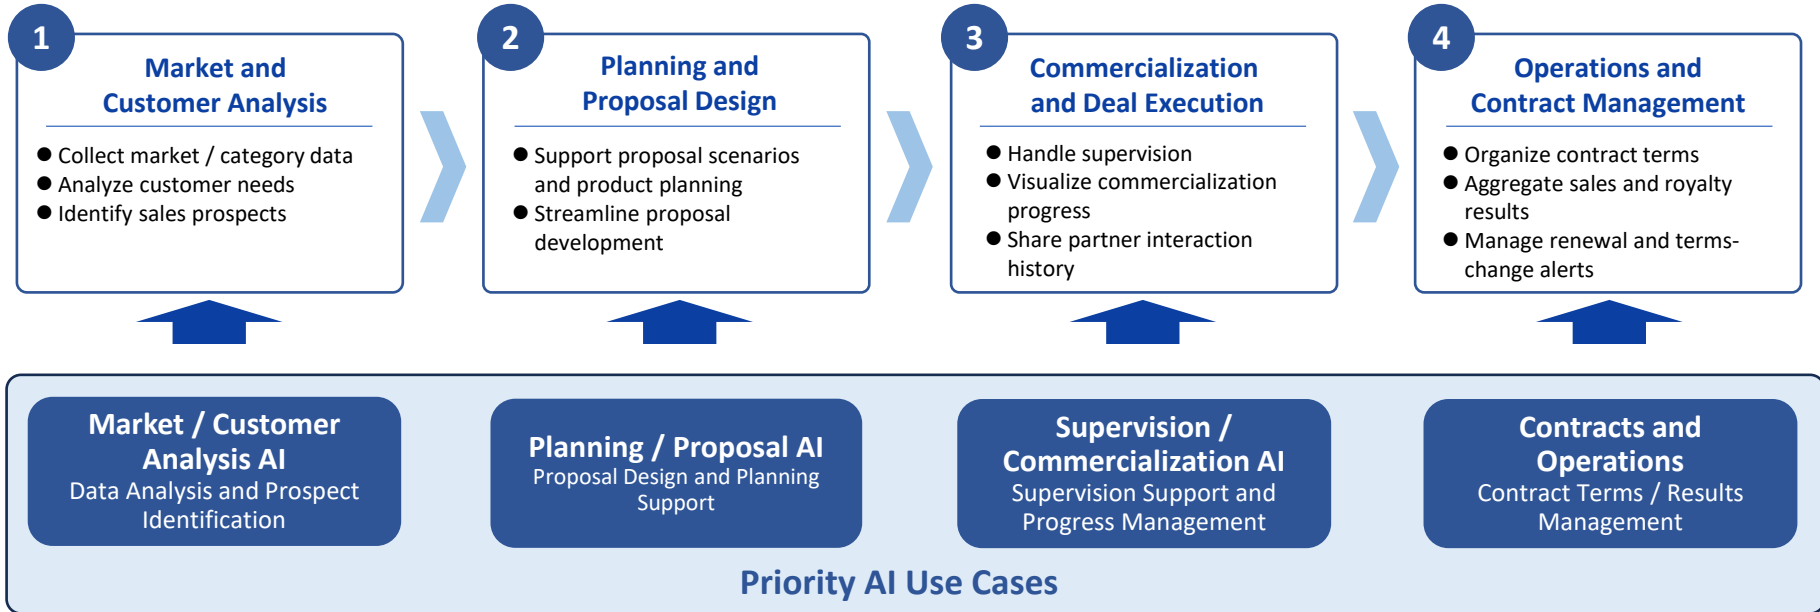 1
Market and
Customer Analysis
● Collect market / category data
● Analyze customer needs
● Identify sales prospects
2
Planning and
Proposal Design
● Support proposal scenarios
and product planning
● Streamline proposal
development
3
Commercialization
and Deal Execution
● Handle supervision
● Visualize commercialization
progress
● Share partner interaction
history
4
Operations and
Contract Management
● Organize contract terms
● Aggregate sales and royalty
results
● Manage renewal and terms-
change alerts
Market / Customer
Analysis AI
Data Analysis and Prospect
Identification
Planning / Proposal AI
Proposal Design and Planning
Support
Supervision /
Commercialization AI
Supervision Support and
Progress Management
Contracts and
Operations
Contract Terms / Results
Management
Priority AI Use Cases